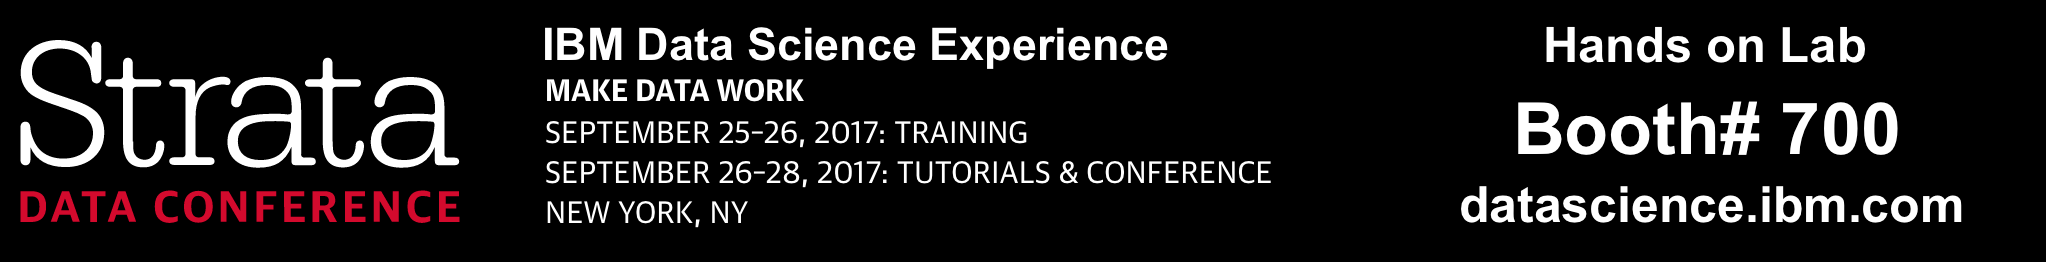 Strata
DATA CONFERENCE
IBM Data Science Experience
MAKE DATA WORK
SEPTEMBER 25–26, 2017: TRAINING
SEPTEMBER 26–28, 2017: TUTORIALS & CONFERENCE
NEW YORK, NY
Hands on Lab
Booth# 700
datascience.ibm.com